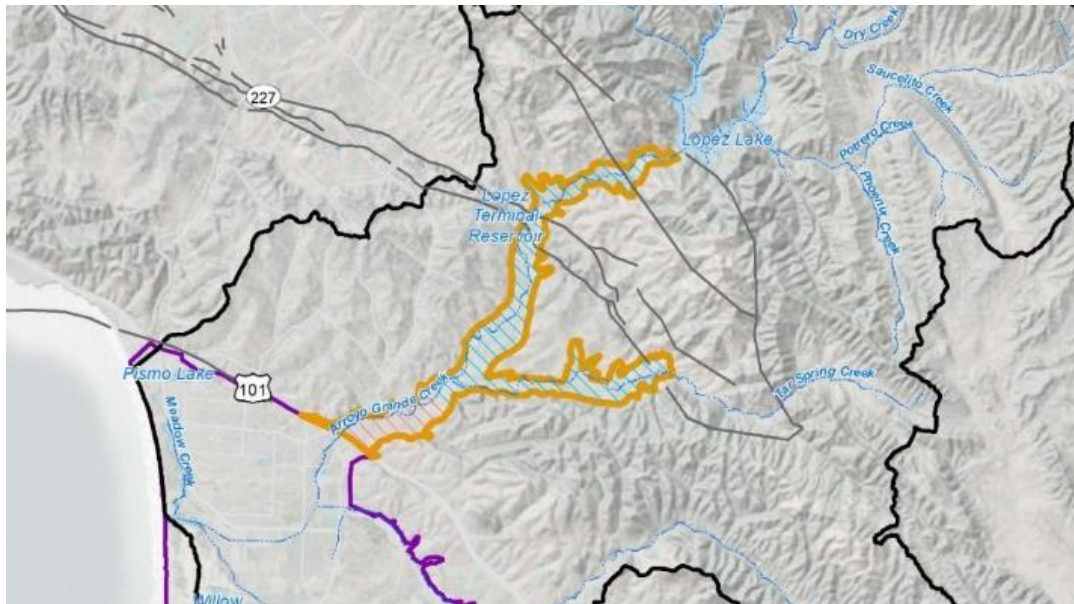 Dry Creek
Saucelito Creek
227
Lopez Lake
Potrero Creek
Phoenix Creek
Lopez
Terminal
Reservoir
Pismo Lake
101
Tar Spring Creek
Arroyo Grande Creek
Meadow Creek
Willow